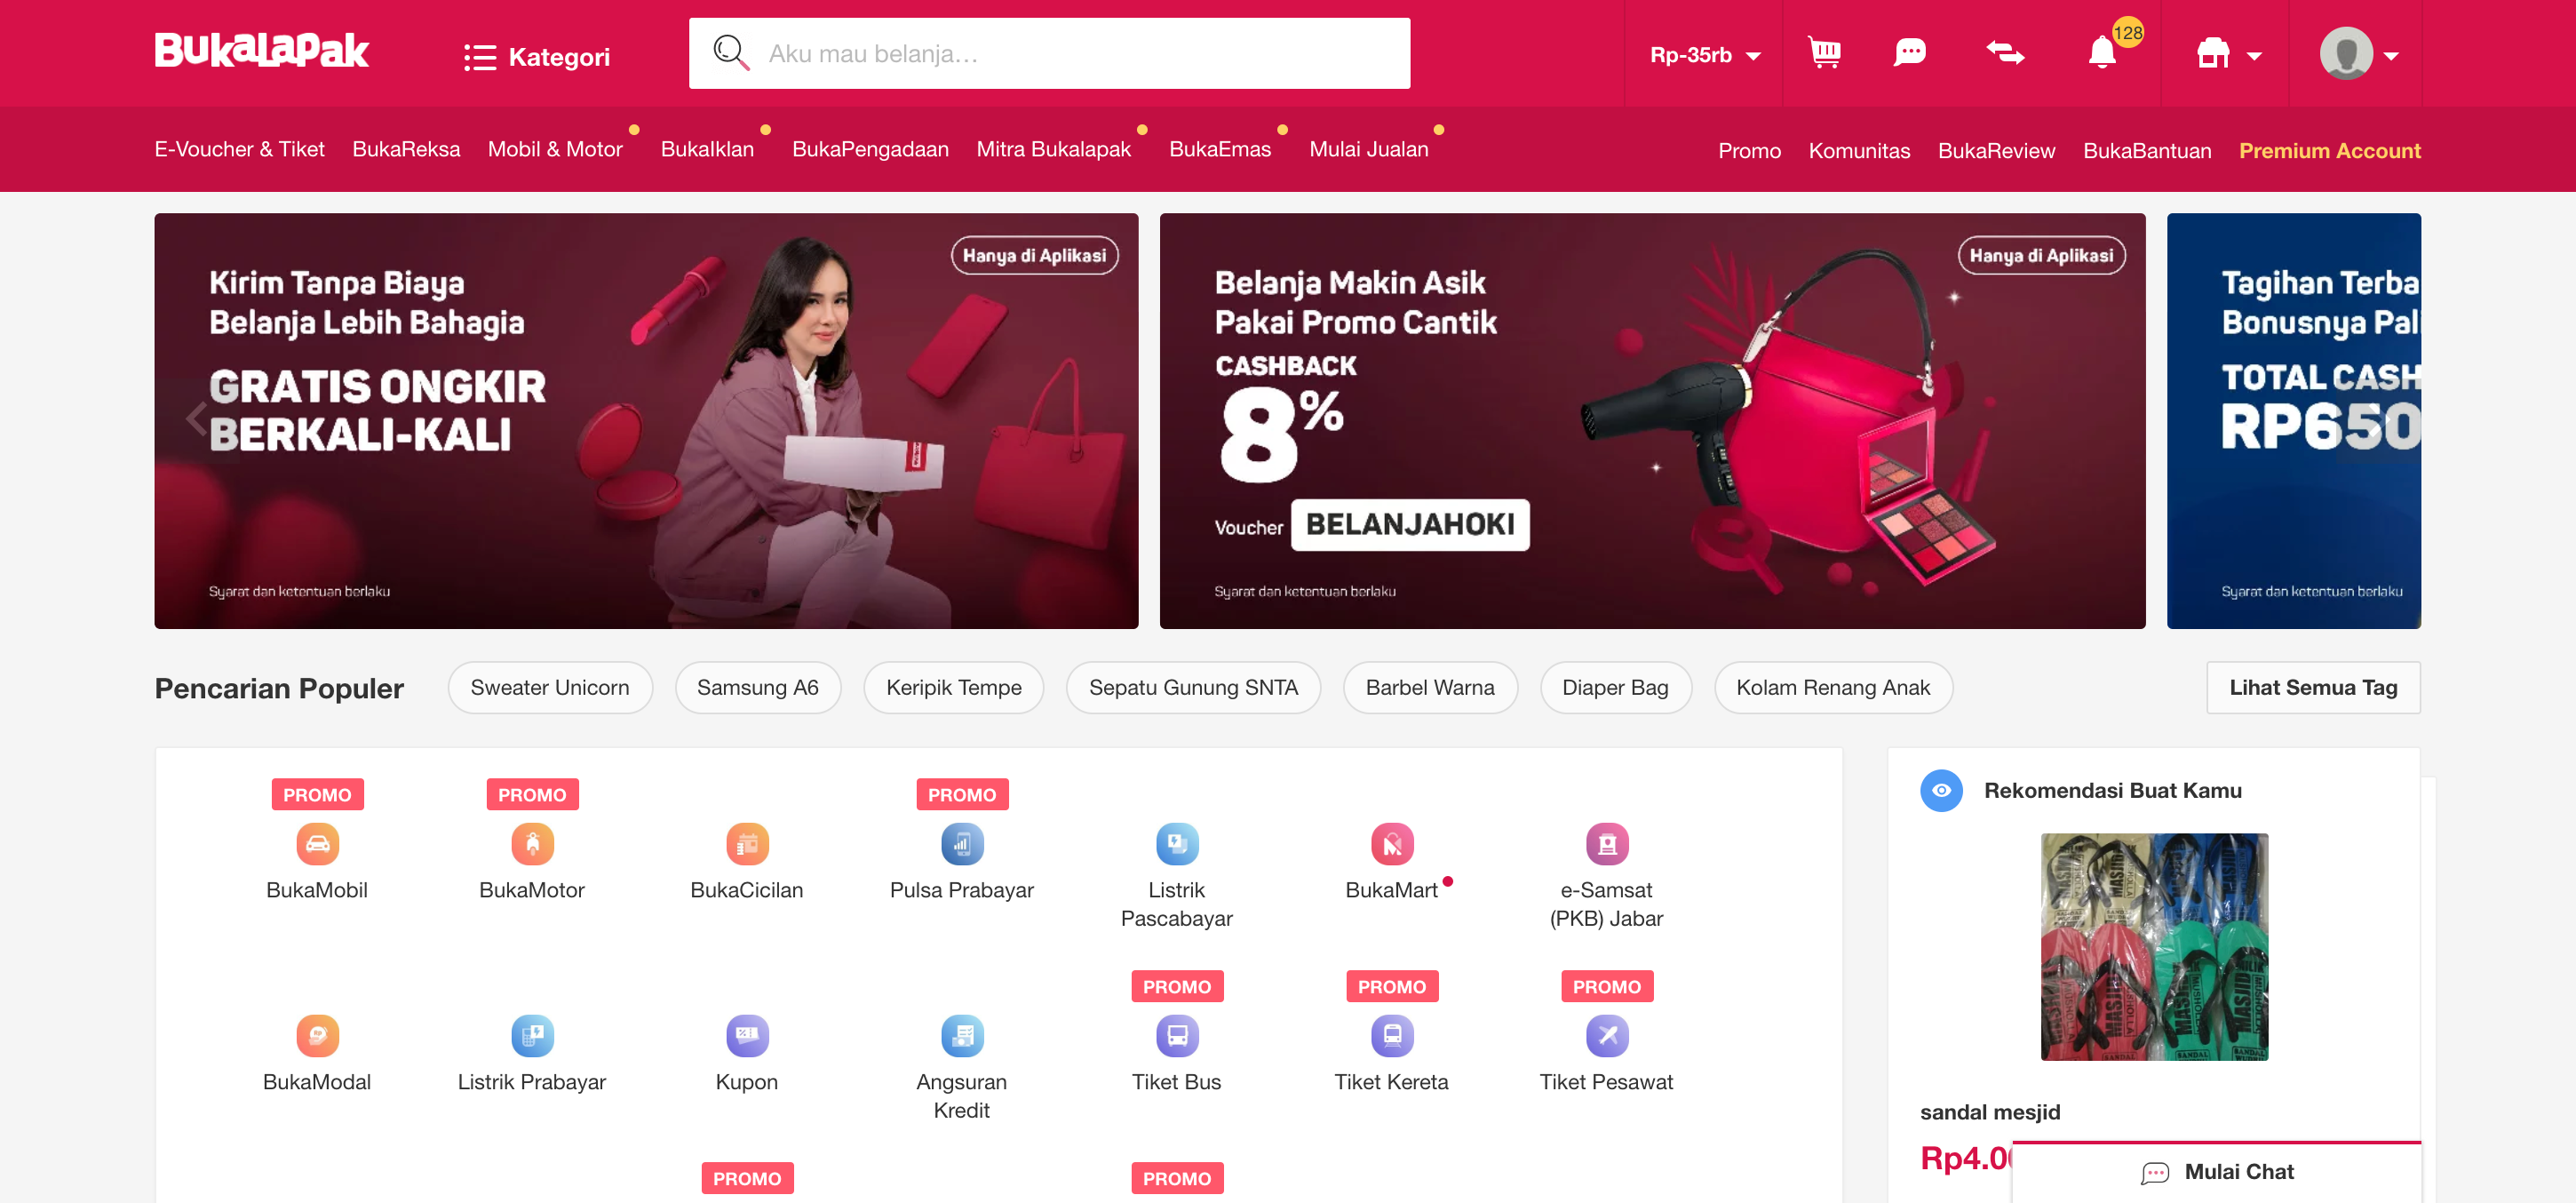 BukaLapak
Kategori
Aku mau belanja...
Rp-35rb
128
E-Voucher & Tiket
BukaReksa
Mobil & Motor
BukaIklan
BukaPengadaan
Mitra Bukalapak
BukaEmas
Mulai Jualan
Promo
Komunitas
BukaReview
BukaBantuan
Premium Account
Hanya di Aplikasi
Kirim Tanpa Biaya
Belanja Lebih Bahagia
GRATIS ONGKIR
BERKALI-KALI
Syarat dan ketentuan berlaku
Hanya di Aplikasi
Belanja Makin Asik
Pakai Promo Cantik
CASHBACK
8%
Voucher BELANJAHOKI
Syarat dan ketentuan berlaku
Tagihan Terba
Bonusnya Pal
TOTAL CASH
RP650
Syarat dan ketentuan berlaku
Pencarian Populer
Sweater Unicorn
Samsung A6
Keripik Tempe
Sepatu Gunung SNTA
Barbel Warna
Diaper Bag
Kolam Renang Anak
Lihat Semua Tag
PROMO
BukaMobil
PROMO
BukaMotor
BukaCicilan
PROMO
Pulsa Prabayar
Listrik
Pascabayar
BukaMart
e-Samsat
(PKB) Jabar
BukaModal
Listrik Prabayar
Kupon
Angsuran
Kredit
PROMO
Tiket Bus
PROMO
Tiket Kereta
PROMO
Tiket Pesawat
PROMO
PROMO
Rekomendasi Buat Kamu
MASJID
MASJID
MASJID
sandal mesjid
Rp4.0
Mulai Chat